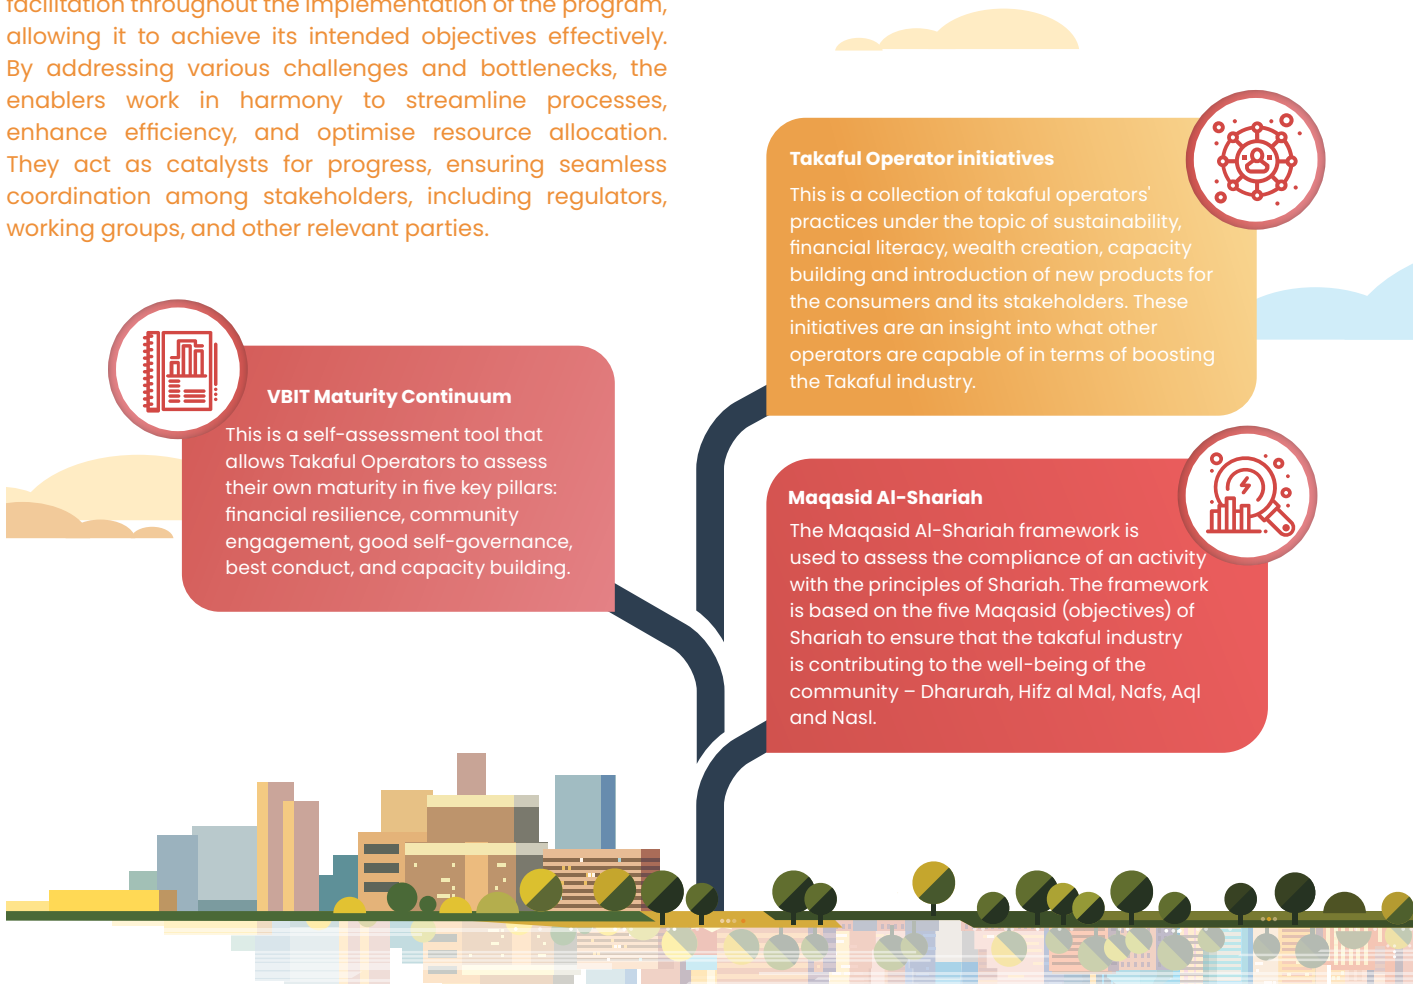 facilitation throughout the implementation of the program,
allowing it to achieve its intended objectives effectively.
By addressing various challenges and bottlenecks, the
enablers work in harmony to streamline processes,
enhance efficiency, and optimise resource allocation.
They act as catalysts for progress, ensuring seamless
coordination among stakeholders, including regulators,
working groups, and other relevant parties.
Takaful Operator initiatives
This is a collection of takaful operators'
practices under the topic of sustainability,
financial literacy, wealth creation, capacity
building and introduction of new products for
the consumers and its stakeholders. These
initiatives are an insight into what other
operators are capable of in terms of boosting
the Takaful industry.
VBIT Maturity Continuum
This is a self-assessment tool that
allows Takaful Operators to assess
their own maturity in five key pillars:
financial resilience, community
engagement, good self-governance,
best conduct, and capacity building.
Maqasid Al-Shariah
The Maqasid Al-Shariah framework is
used to assess the compliance of an activity
with the principles of Shariah. The framework
is based on the five Maqasid (objectives) of
Shariah to ensure that the takaful industry
is contributing to the well-being of the
community – Dharurah, Hifz al Mal, Nafs, Aql
and Nasl.